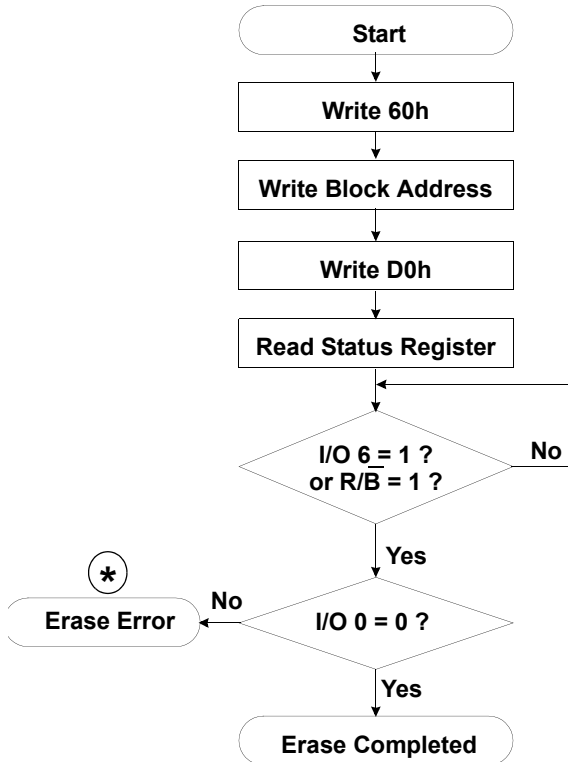 Start
Write 60h
Write Block Address
Write D0h
Read Status Register
I/O 6 = 1 ?
or R/B̅ = 1 ?
No
Yes
*
Erase Error
No
I/O 0 = 0 ?
Yes
Erase Completed